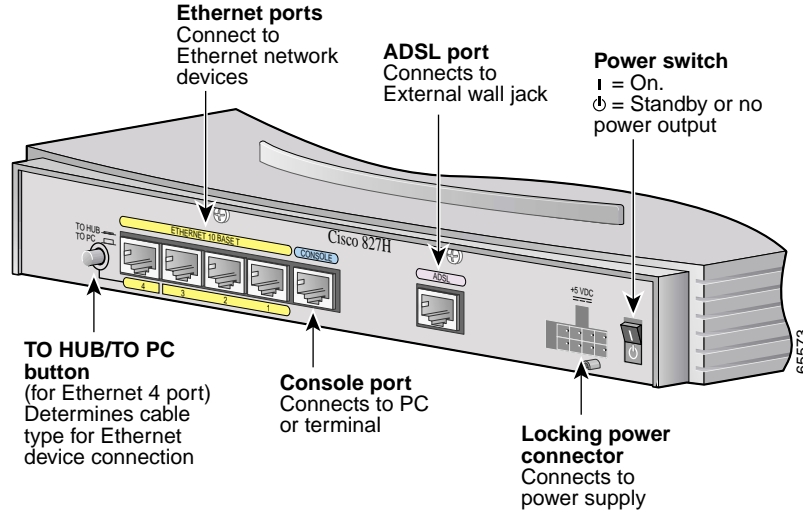 Ethernet ports
Connect to
Ethernet network
devices
ADSL port
Connects to
External wall jack
Power switch
I = On.
⏻ = Standby or no
power output
TO HUB
TO PC
ETHERNET 10 BASE T
CONSOLE
Cisco 827H
ADSL
+5 VDC
4
3
2
1
65573
TO HUB/TO PC
button
(for Ethernet 4 port)
Determines cable
type for Ethernet
device connection
Console port
Connects to PC
or terminal
Locking power
connector
Connects to
power supply